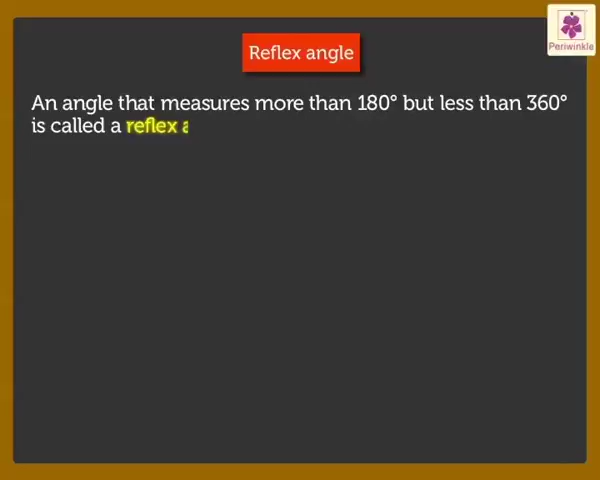 Periwinkle
Reflex angle
An angle that measures more than 180° but less than 360°
is called a reflex a